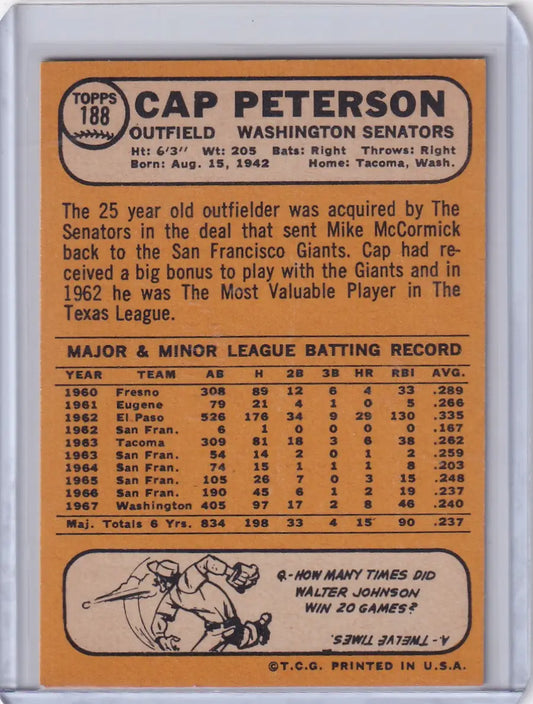 TOPPS
188
CAP PETERSON
OUTFIELD WASHINGTON SENATORS
Ht: 6'3" Wt: 205 Bats: Right Throws: Right
Born: Aug. 15, 1942 Home: Tacoma, Wash.
The 25 year old outfielder was acquired by The
Senators in the deal that sent Mike McCormick
back to the San Francisco Giants. Cap had re-
ceived a big bonus to play with the Giants and in
1962 he was The Most Valuable Player in The
Texas League.
MAJOR & MINOR LEAGUE BATTING RECORD
YEAR TEAM AB H 2B 3B HR RBI AVG.
1960 Fresno 308 89 12 6 4 33 .289
1961 Eugene 79 21 4 1 0 5 .266
1962 El Paso 526 176 34 9 29 130 .335
1962 San Fran. 6 1 0 0 0 0 .167
1963 Tacoma 309 81 18 3 6 38 .262
1963 San Fran. 54 14 2 0 1 2 .259
1964 San Fran. 74 15 1 1 1 8 .203
1965 San Fran. 105 26 7 0 3 15 .248
1966 San Fran. 190 45 6 1 2 19 .237
1967 Washington 405 97 17 2 8 46 .240
Maj. Totals 6 Yrs. 834 198 33 4 15 90 .237
Q.-HOW MANY TIMES DID
WALTER JOHNSON
WIN 20 GAMES?
A-TWELVE TIMES.
©T.C.G. PRINTED IN U.S.A.